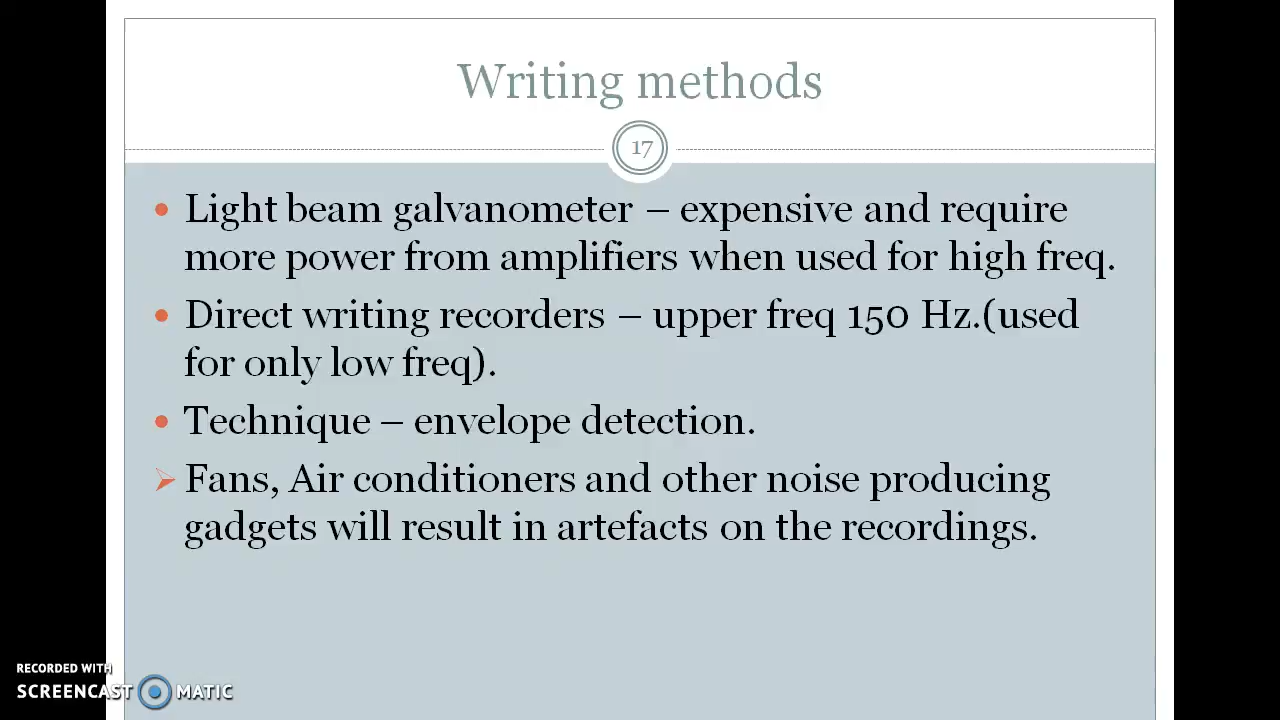 Writing methods
17
• Light beam galvanometer – expensive and require
more power from amplifiers when used for high freq.
• Direct writing recorders – upper freq 150 Hz.(used
for only low freq).
• Technique – envelope detection.
➢ Fans, Air conditioners and other noise producing
gadgets will result in artefacts on the recordings.
RECORDED WITH
SCREENCAST MATIC